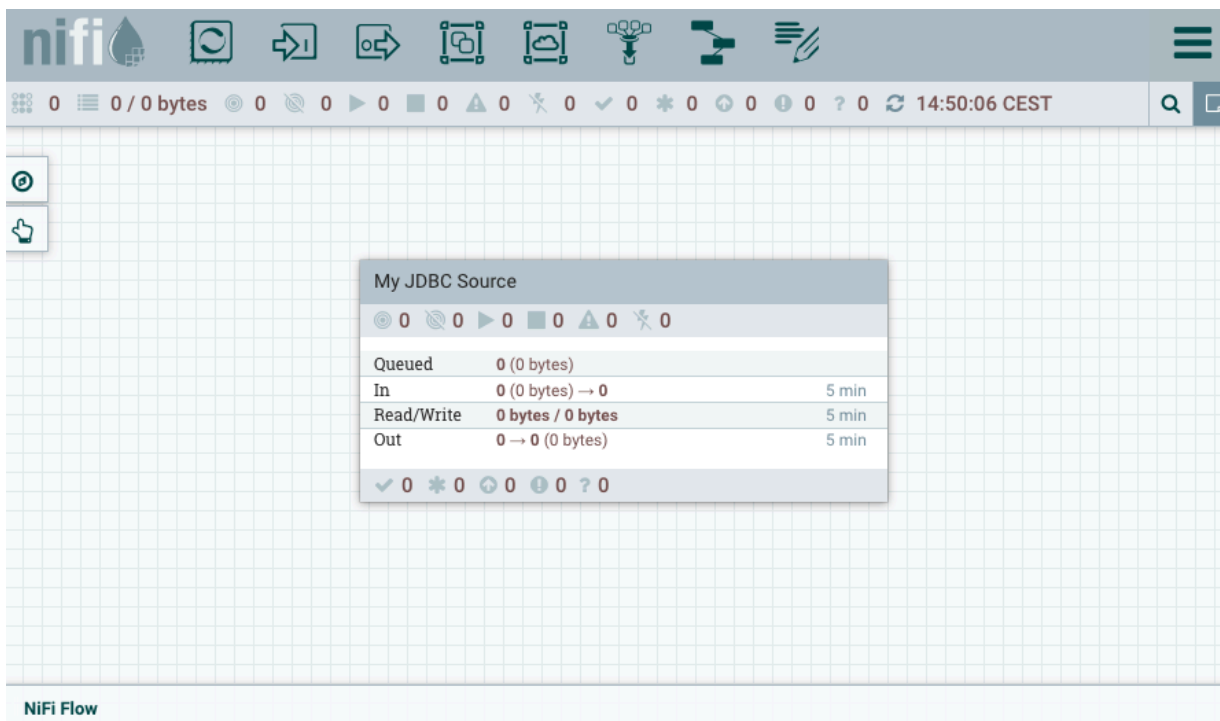 nifi
0 0 / 0 bytes 0 0 0 0 0 0 0 0 0 0 ? 0 14:50:06 CEST
My JDBC Source
0 0 0 0 0 0
Queued 0 (0 bytes)
In 0 (0 bytes) → 0 5 min
Read/Write 0 bytes / 0 bytes 5 min
Out 0 → 0 (0 bytes) 5 min
0 0 0 0 ? 0
NiFi Flow